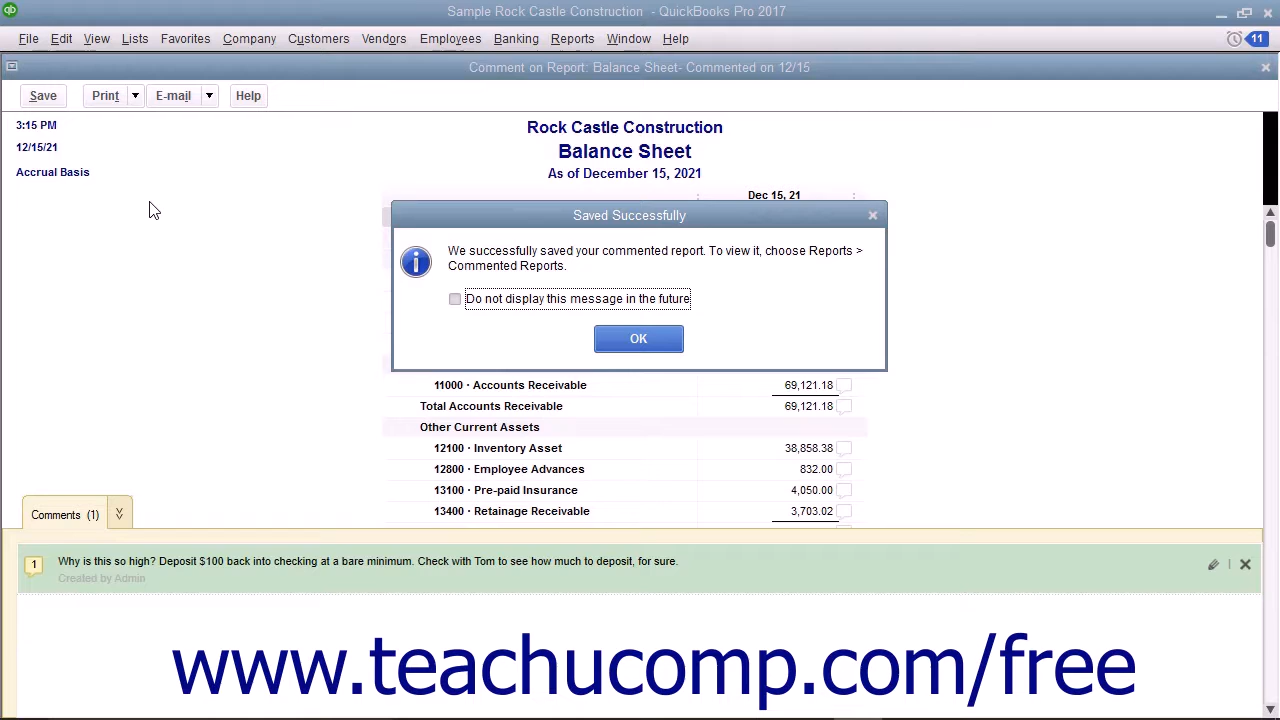 qb
Sample Rock Castle Construction - QuickBooks Pro 2017
File Edit View Lists Favorites Company Customers Vendors Employees Banking Reports Window Help 11
Comment on Report: Balance Sheet- Commented on 12/15
Save Print E-mail Help
3:15 PM
12/15/21
Accrual Basis
Rock Castle Construction
Balance Sheet
As of December 15, 2021
Dec 15, 21
Saved Successfully
We successfully saved your commented report. To view it, choose Reports >
Commented Reports.
Do not display this message in the future
OK
11000 · Accounts Receivable 69,121.18
Total Accounts Receivable 69,121.18
Other Current Assets
12100 · Inventory Asset 38,858.38
12800 · Employee Advances 832.00
13100 · Pre-paid Insurance 4,050.00
13400 · Retainage Receivable 3,703.02
Comments (1)
1 Why is this so high? Deposit $100 back into checking at a bare minimum. Check with Tom to see how much to deposit, for sure.
Created by Admin
www.teachucomp.com/free